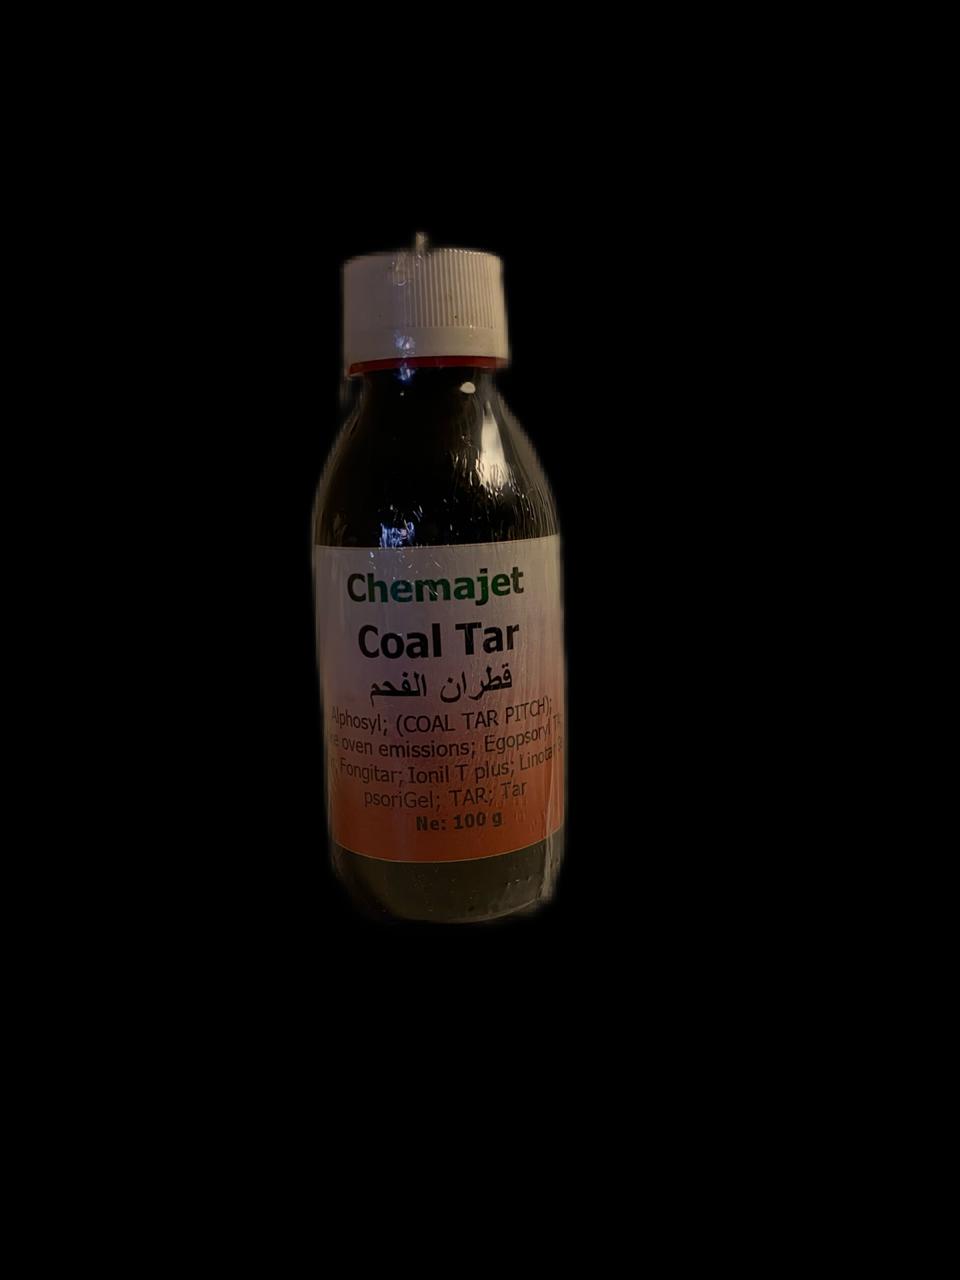 Chemajet
Coal Tar
قطران الفحم
Alphosyl; (COAL TAR PITCH);
oven emissions; Egopsoryl
Fongitar; Ionil T plus; Linotar
psoriGel; TAR; Tar
Ne: 100 g